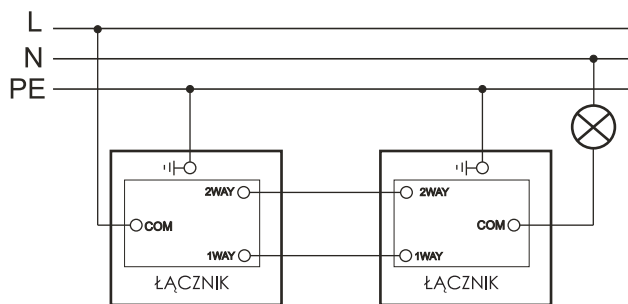 L
N
PE
2WAY 2WAY
COM COM
1WAY 1WAY
ŁĄCZNIK ŁĄCZNIK